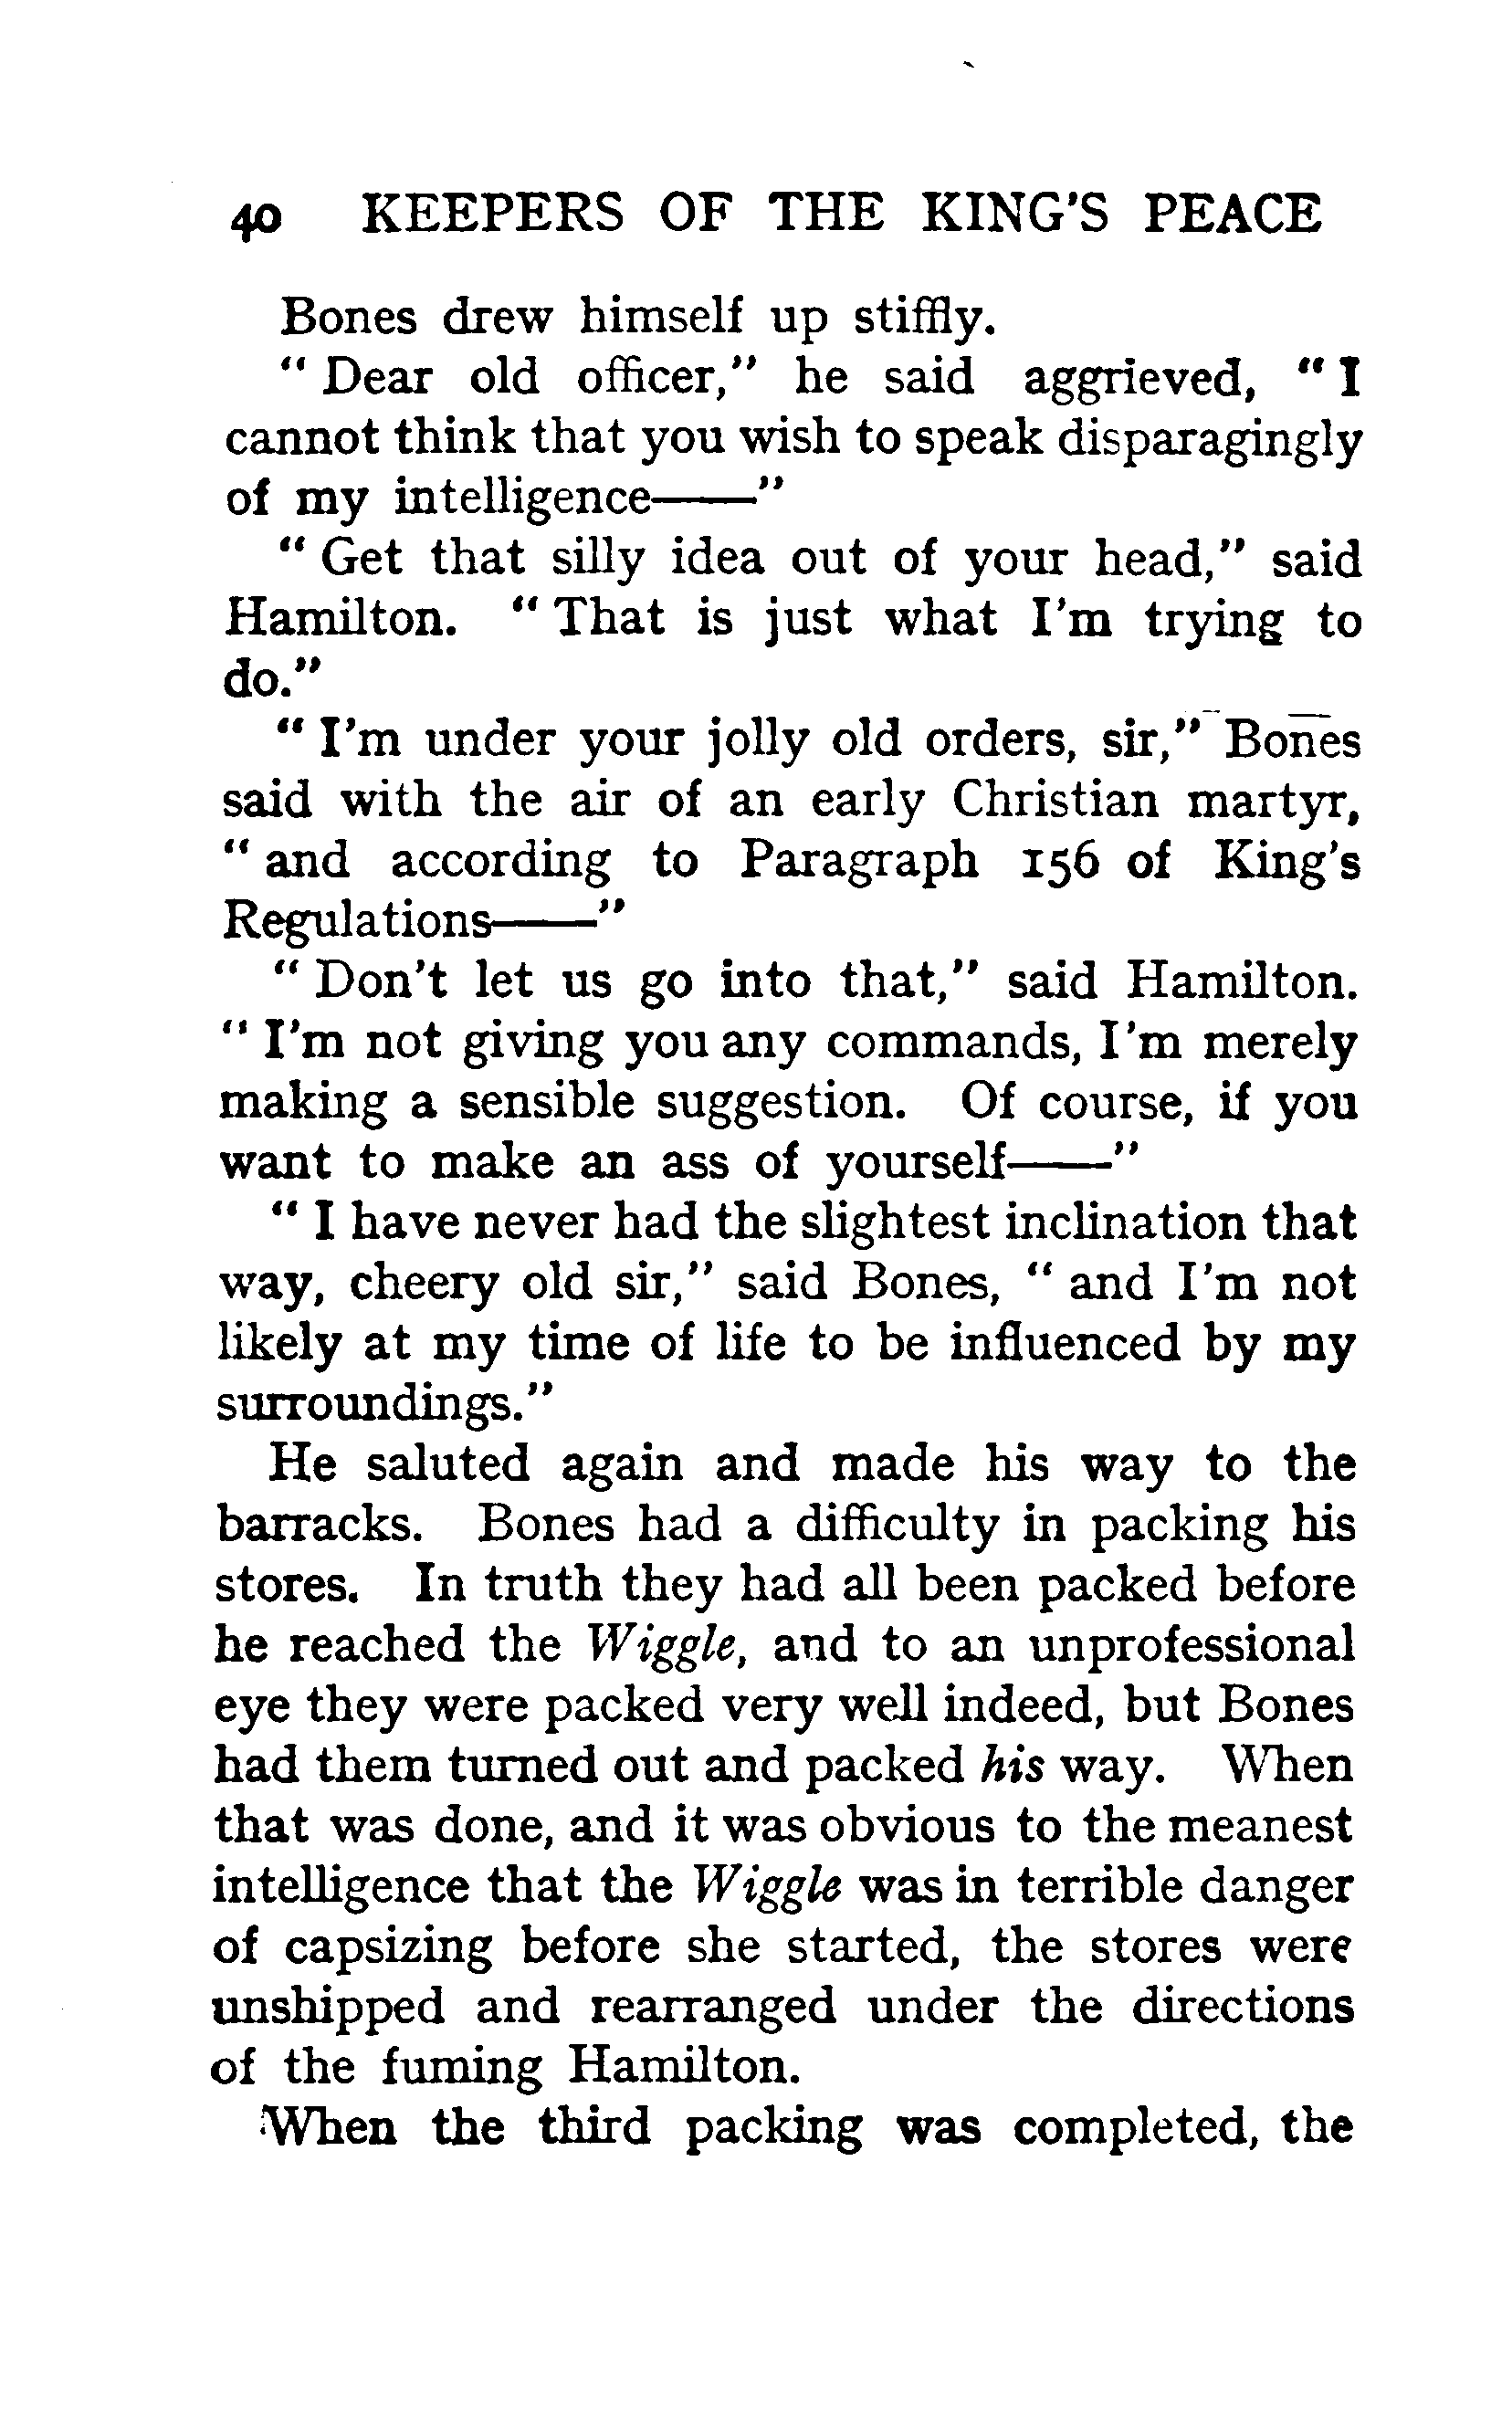 40 KEEPERS OF THE KING'S PEACE
Bones drew himself up stiffly.
" Dear old officer," he said aggrieved, " I
cannot think that you wish to speak disparagingly
of my intelligence——"
" Get that silly idea out of your head," said
Hamilton. " That is just what I'm trying to
do."
" I'm under your jolly old orders, sir," Bones
said with the air of an early Christian martyr,
" and according to Paragraph 156 of King's
Regulations——"
" Don't let us go into that," said Hamilton.
" I'm not giving you any commands, I'm merely
making a sensible suggestion. Of course, if you
want to make an ass of yourself——"
" I have never had the slightest inclination that
way, cheery old sir," said Bones, " and I'm not
likely at my time of life to be influenced by my
surroundings."
He saluted again and made his way to the
barracks. Bones had a difficulty in packing his
stores. In truth they had all been packed before
he reached the Wiggle, and to an unprofessional
eye they were packed very well indeed, but Bones
had them turned out and packed his way. When
that was done, and it was obvious to the meanest
intelligence that the Wiggle was in terrible danger
of capsizing before she started, the stores were
unshipped and rearranged under the directions
of the fuming Hamilton.
When the third packing was completed, the